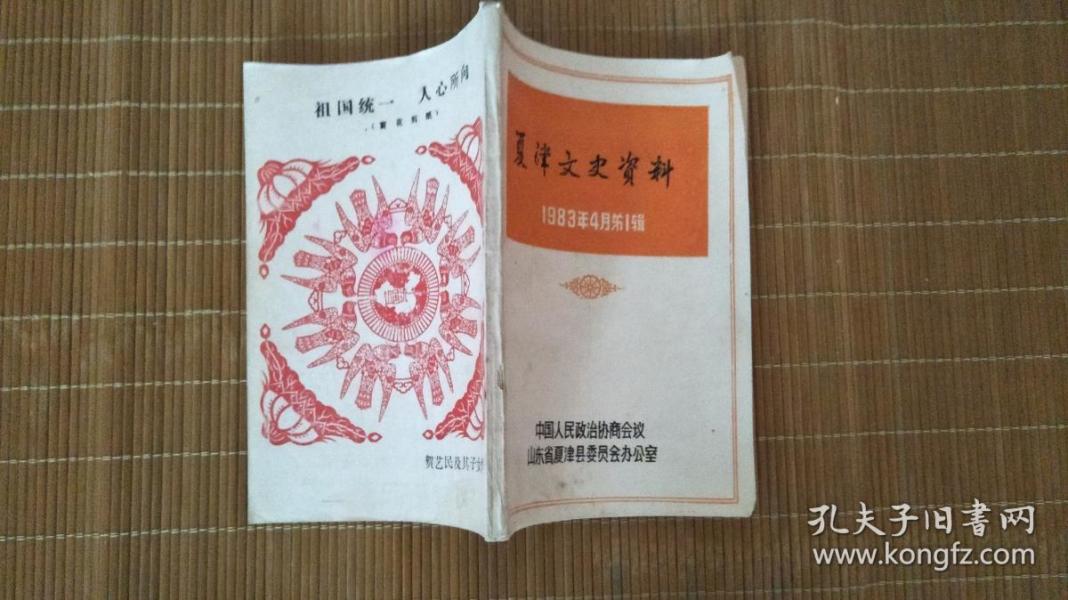 祖国统一 人心所向
(窗花剪纸)
贺艺民及其子女
夏津文史资料
1983年4月第1辑
中国人民政治协商会议
山东省夏津县委员会办公室
孔夫子旧书网
www.kongfz.com